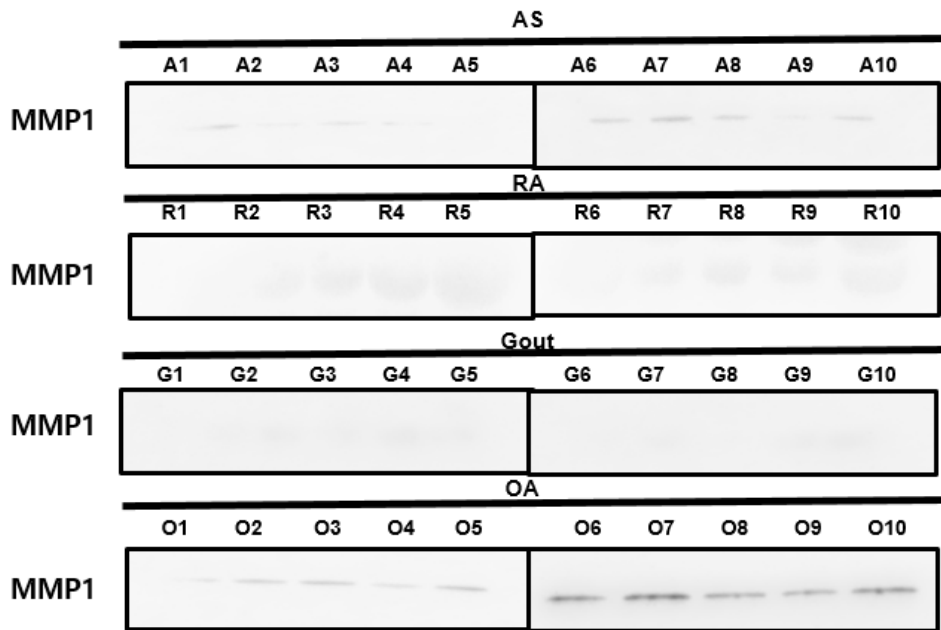 AS
A1 A2 A3 A4 A5 A6 A7 A8 A9 A10
MMP1
RA
R1 R2 R3 R4 R5 R6 R7 R8 R9 R10
MMP1
Gout
G1 G2 G3 G4 G5 G6 G7 G8 G9 G10
MMP1
OA
O1 O2 O3 O4 O5 O6 O7 O8 O9 O10
MMP1